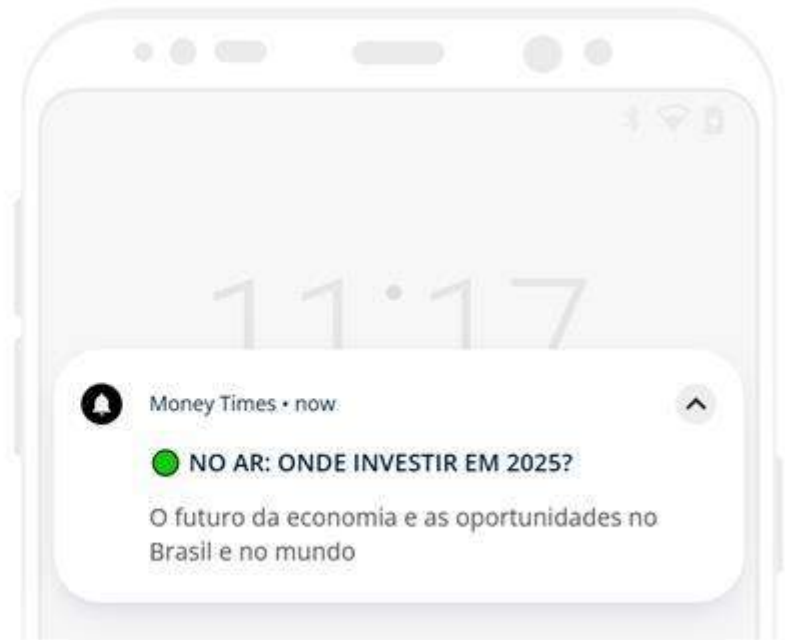 11:17
Money Times • now
🟢 NO AR: ONDE INVESTIR EM 2025?
O futuro da economia e as oportunidades no
Brasil e no mundo